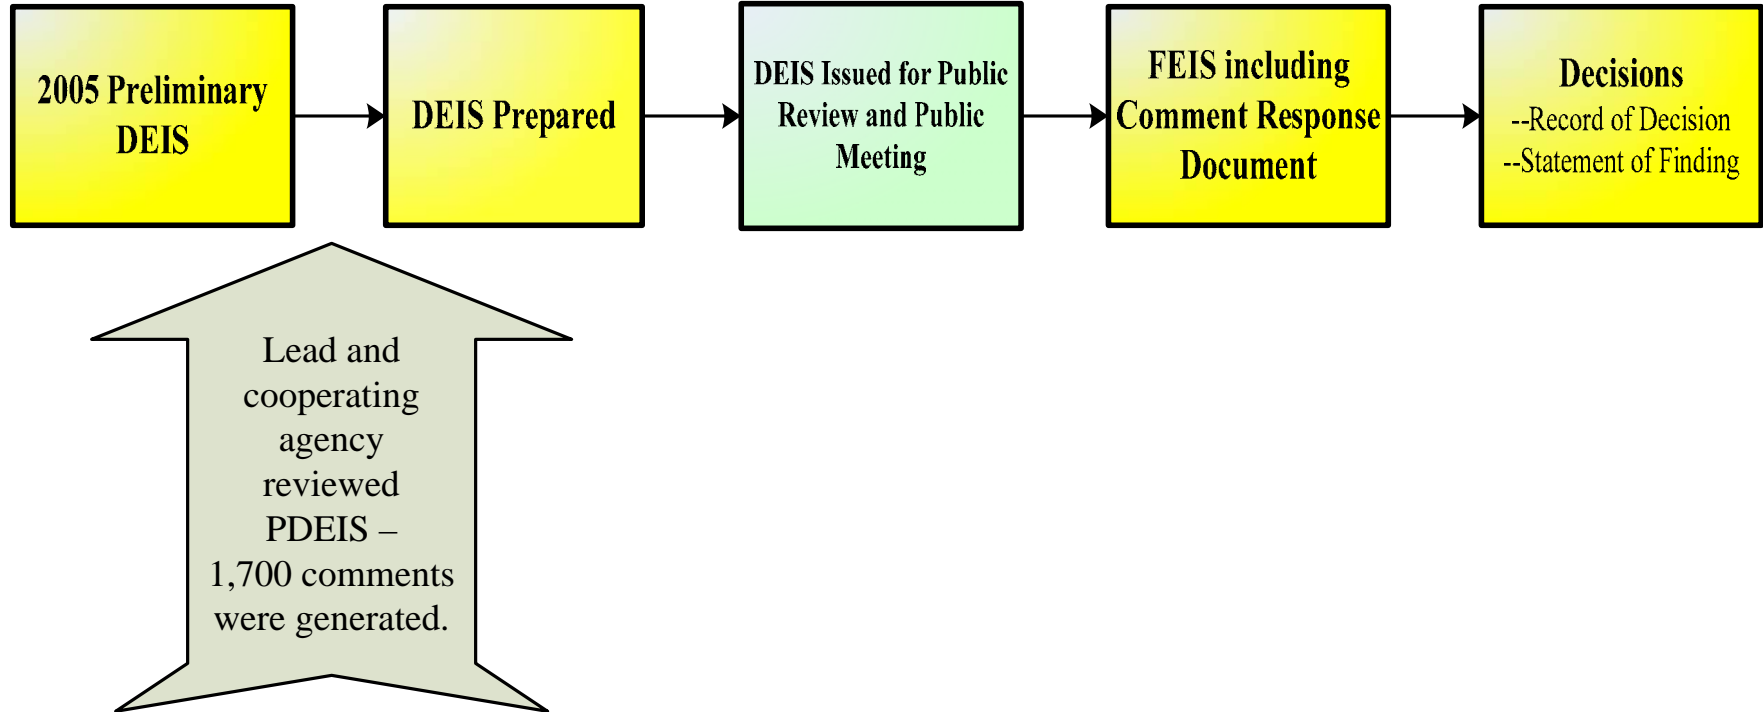 2005 Preliminary
DEIS
DEIS Prepared
DEIS Issued for Public
Review and Public
Meeting
FEIS including
Comment Response
Document
Decisions
--Record of Decision
--Statement of Finding
Lead and
cooperating
agency
reviewed
PDEIS –
1,700 comments
were generated.